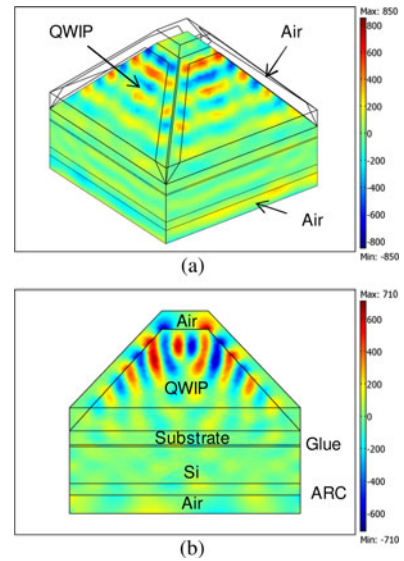 QWIP
Air
Air
Max: 850
800
600
400
200
0
-200
-400
-600
-800
Min: -850
(a)
Air
QWIP
Substrate
Glue
Si
ARC
Air
Max: 710
600
400
200
0
-200
-400
-600
Min: -710
(b)